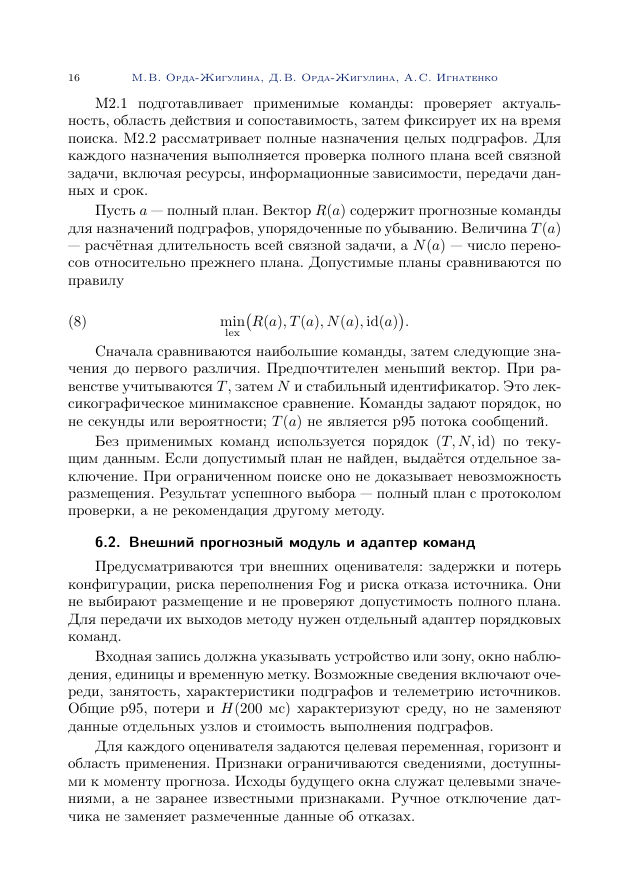 16 М. В. Орда-Жигулина, Д. В. Орда-Жигулина, А. С. Игнатенко
М2.1 подготавливает применимые команды: проверяет актуаль-
ность, область действия и сопоставимость, затем фиксирует их на время
поиска. М2.2 рассматривает полные назначения целых подграфов. Для
каждого назначения выполняется проверка полного плана всей связной
задачи, включая ресурсы, информационные зависимости, передачи дан-
ных и срок.
Пусть a — полный план. Вектор R(a) содержит прогнозные команды
для назначений подграфов, упорядоченные по убыванию. Величина T(a)
— расчётная длительность всей связной задачи, а N(a) — число перено-
сов относительно прежнего плана. Допустимые планы сравниваются по
правилу
(8) min(R(a), T(a), N(a), id(a)).
lex
Сначала сравниваются наибольшие команды, затем следующие зна-
чения до первого различия. Предпочтителен меньший вектор. При ра-
венстве учитываются T, затем N и стабильный идентификатор. Это лек-
сикографическое минимаксное сравнение. Команды задают порядок, но
не секунды или вероятности; T(a) не является p95 потока сообщений.
Без применимых команд используется порядок (T, N, id) по теку-
щим данным. Если допустимый план не найден, выдаётся отдельное за-
ключение. При ограниченном поиске оно не доказывает невозможность
размещения. Результат успешного выбора — полный план с протоколом
проверки, а не рекомендация другому методу.
6.2. Внешний прогнозный модуль и адаптер команд
Предусматриваются три внешних оценивателя: задержки и потерь
конфигурации, риска переполнения Fog и риска отказа источника. Они
не выбирают размещение и не проверяют допустимость полного плана.
Для передачи их выходов методу нужен отдельный адаптер порядковых
команд.
Входная запись должна указывать устройство или зону, окно наблю-
дения, единицы и временную метку. Возможные сведения включают оче-
реди, занятость, характеристики подграфов и телеметрию источников.
Общие p95, потери и H(200 мс) характеризуют среду, но не заменяют
данные отдельных узлов и стоимость выполнения подграфов.
Для каждого оценивателя задаются целевая переменная, горизонт и
область применения. Признаки ограничиваются сведениями, доступны-
ми к моменту прогноза. Исходы будущего окна служат целевыми значе-
ниями, а не заранее известными признаками. Ручное отключение дат-
чика не заменяет размеченные данные об отказах.